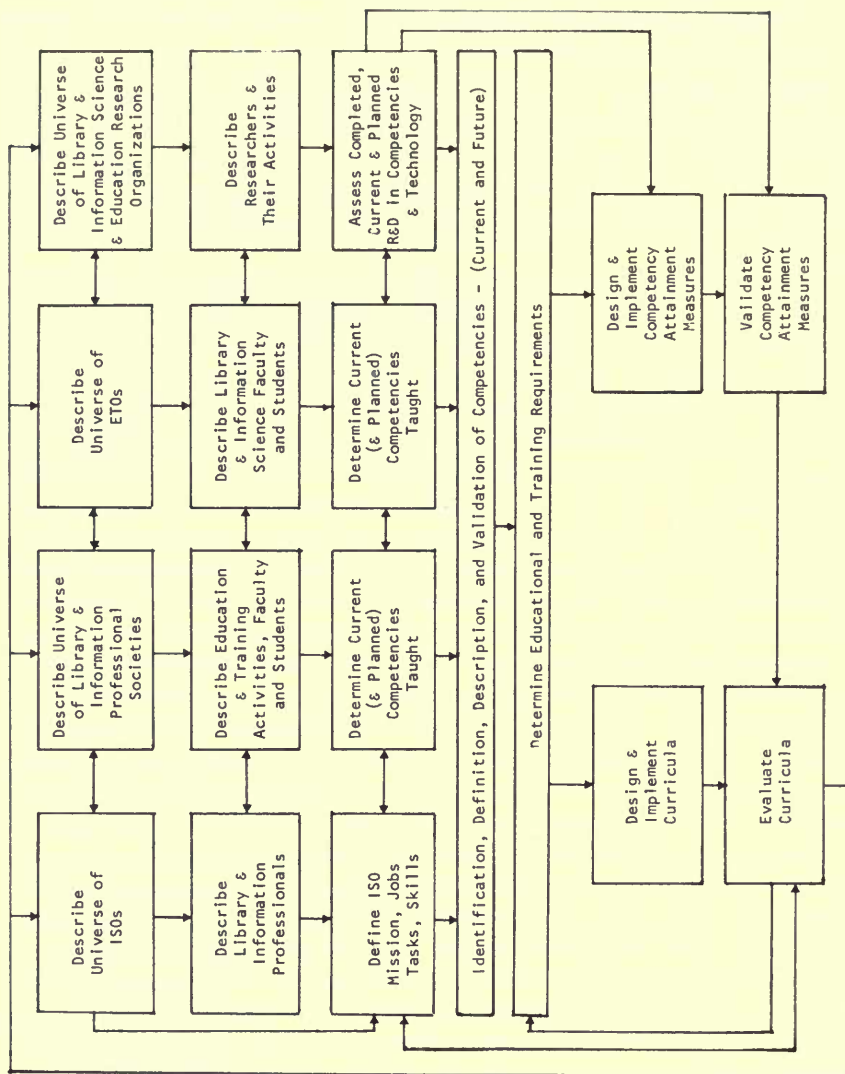 Describe
Universe of
ISOs
Describe Universe
of Library &
Information
Professional
Societies
Describe
Universe of
ETOs
Describe Universe
of Library &
Information Science
& Education Research
Organizations
Describe
Library &
Information
Professionals
Describe Education
& Training
Activities, Faculty
and Students
Describe Library
& Information
Science Faculty
and Students
Describe
Researchers &
Their Activities
Define ISO
Mission, Jobs
Tasks, Skills
Determine Current
(& Planned)
Competencies
Taught
Determine Current
(& Planned)
Competencies
Taught
Assess Completed,
Current & Planned
R&D in Competencies
& Technology
Identification, Definition, Description, and Validation of Competencies - (Current and Future)
Determine Educational and Training Requirements
Design &
Implement
Curricula
Design &
Implement
Competency
Attainment
Measures
Evaluate
Curricula
Validate
Competency
Attainment
Measures